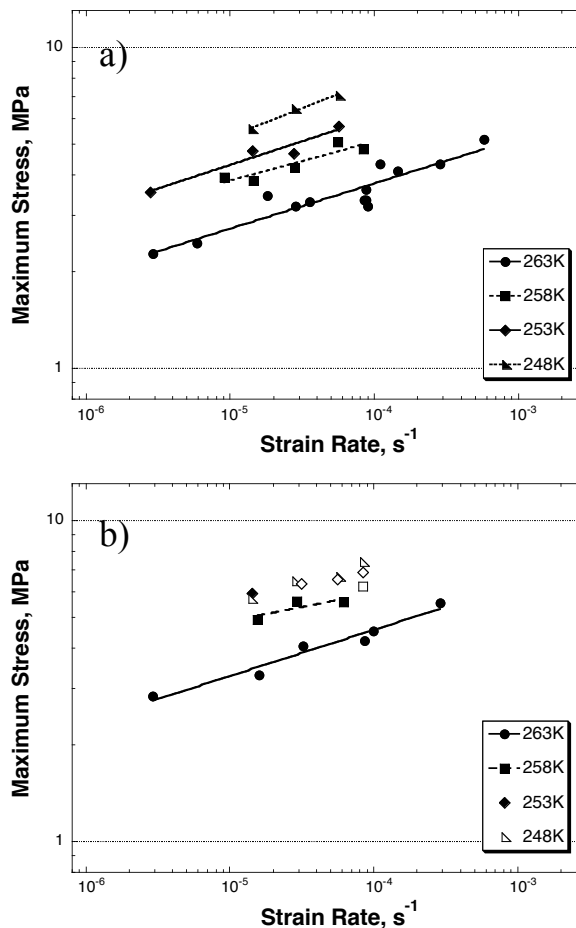 a)
10
1
Maximum Stress, MPa
263K
258K
253K
248K
10⁻⁶ 10⁻⁵ 10⁻⁴ 10⁻³
Strain Rate, s⁻¹
b)
10
1
Maximum Stress, MPa
263K
258K
253K
248K
10⁻⁶ 10⁻⁵ 10⁻⁴ 10⁻³
Strain Rate, s⁻¹